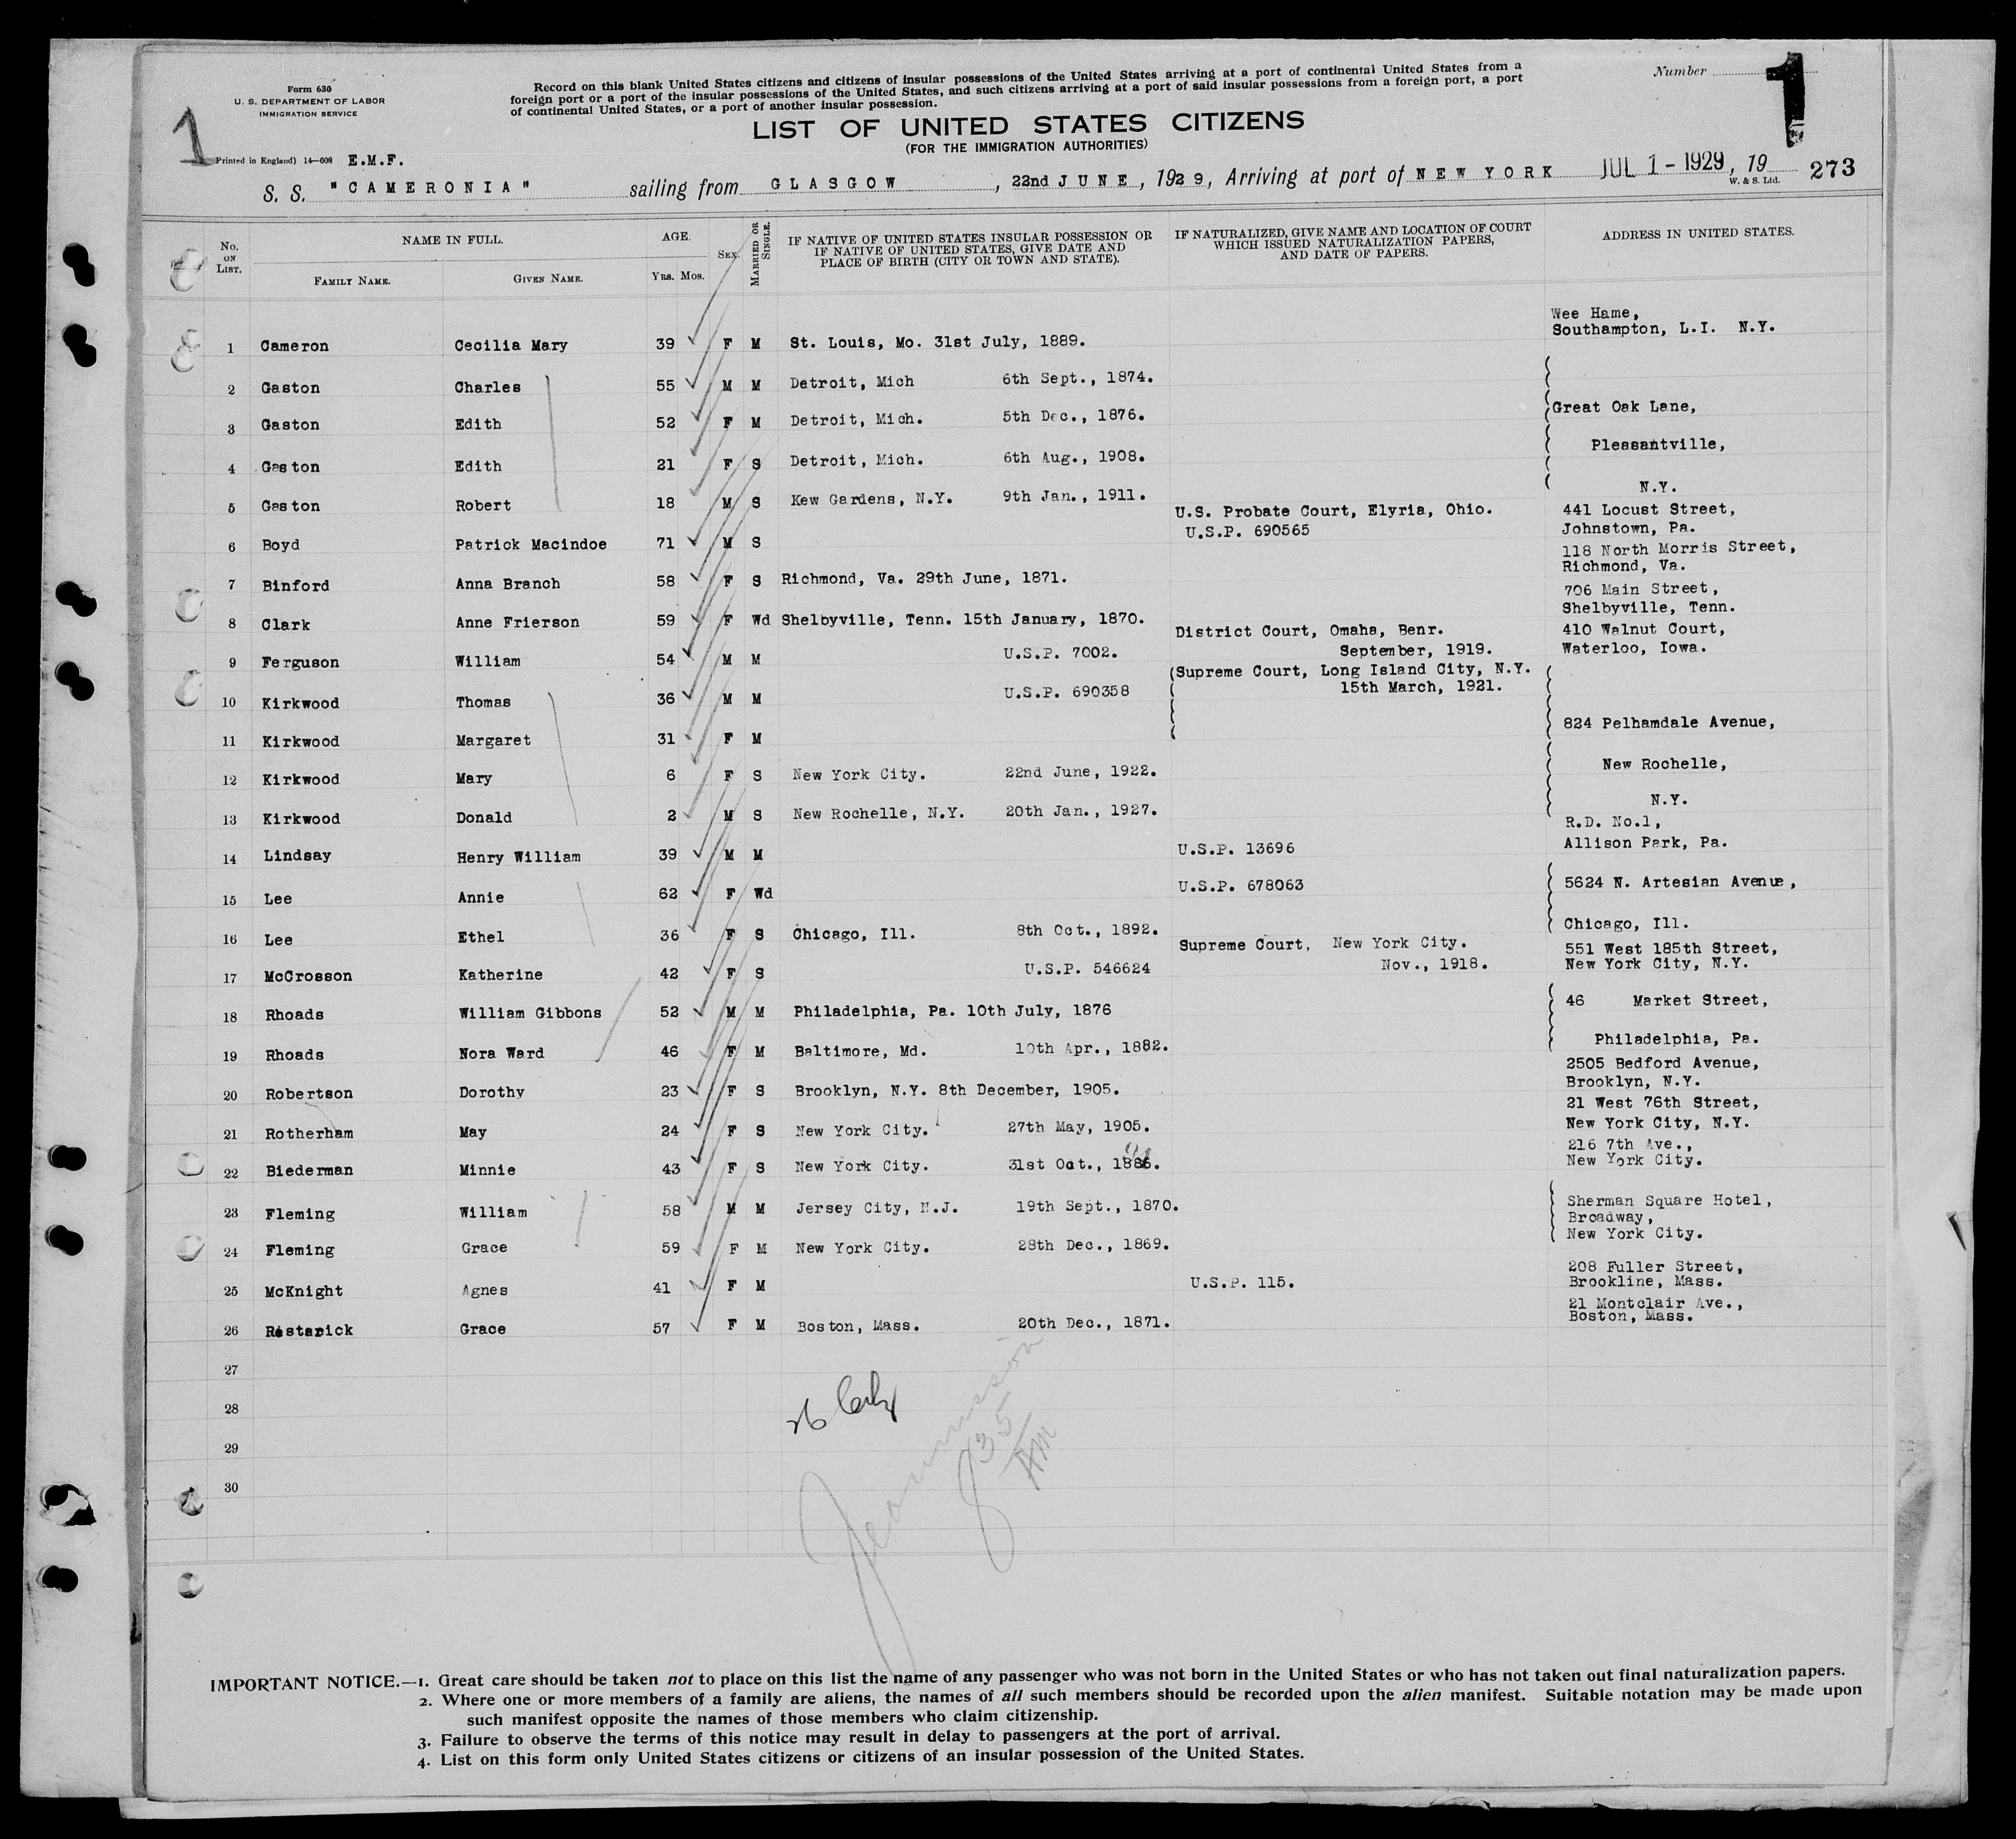 Form 630
U. S. DEPARTMENT OF LABOR
IMMIGRATION SERVICE
Record on this blank United States citizens and citizens of insular possessions of the United States arriving at a port of continental United States from a
foreign port or a port of the insular possessions of the United States, and such citizens arriving at a port of said insular possessions from a foreign port, a port
of continental United States, or a port of another insular possession.
Number
1
1
LIST OF UNITED STATES CITIZENS
(FOR THE IMMIGRATION AUTHORITIES)
Printed in England) 14—608 E.M.F.
S. S. "CAMERONIA" sailing from GLASGOW, 22nd JUNE, 1929, Arriving at port of NEW YORK JUL 1 - 1929, 19 273
W. & S. Ltd.
No. ON LIST. NAME IN FULL. AGE. SEX. MARRIED OR SINGLE. IF NATIVE OF UNITED STATES INSULAR POSSESSION OR IF NATIVE OF UNITED STATES, GIVE DATE AND PLACE OF BIRTH (CITY OR TOWN AND STATE). IF NATURALIZED, GIVE NAME AND LOCATION OF COURT WHICH ISSUED NATURALIZATION PAPERS, AND DATE OF PAPERS. ADDRESS IN UNITED STATES.
FAMILY NAME. GIVEN NAME. YRS. MOS.
Wee Hame,
Southampton, L.I. N.Y.
1 Cameron Cecilia Mary 39 F M St. Louis, Mo. 31st July, 1889.
2 Gaston Charles 55 M M Detroit, Mich 6th Sept., 1874.
3 Gaston Edith 52 F M Detroit, Mich. 5th Dec., 1876. Great Oak Lane,
Pleasantville,
4 Gaston Edith 21 F S Detroit, Mich. 6th Aug., 1908.
N.Y.
5 Gaston Robert 18 M S Kew Gardens, N.Y. 9th Jan., 1911.
U.S. Probate Court, Elyria, Ohio. 441 Locust Street,
U.S.P. 690565 Johnstown, Pa.
6 Boyd Patrick Macindoe 71 M S
118 North Morris Street,
Richmond, Va.
7 Binford Anna Branch 58 F S Richmond, Va. 29th June, 1871.
706 Main Street,
Shelbyville, Tenn.
8 Clark Anne Frierson 59 F Wd Shelbyville, Tenn. 15th January, 1870.
District Court, Omaha, Benr. 410 Walnut Court,
September, 1919. Waterloo, Iowa.
9 Ferguson William 54 M M U.S.P. 7002.
Supreme Court, Long Island City, N.Y.
15th March, 1921.
10 Kirkwood Thomas 36 M M U.S.P. 690358
824 Pelhamdale Avenue,
11 Kirkwood Margaret 31 F M
New Rochelle,
12 Kirkwood Mary 6 F S New York City. 22nd June, 1922.
N.Y.
13 Kirkwood Donald 2 M S New Rochelle, N.Y. 20th Jan., 1927.
R.D. No.1,
Allison Park, Pa.
14 Lindsay Henry William 39 M M U.S.P. 13696
15 Lee Annie 62 F Wd U.S.P. 678063 5624 N. Artesian Avenue,
Chicago, Ill.
16 Lee Ethel 36 F S Chicago, Ill. 8th Oct., 1892.
Supreme Court, New York City. 551 West 185th Street,
Nov., 1918. New York City, N.Y.
17 McCrosson Katherine 42 F S U.S.P. 546624
46 Market Street,
18 Rhoads William Gibbons 52 M M Philadelphia, Pa. 10th July, 1876
Philadelphia, Pa.
19 Rhoads Nora Ward 46 F M Baltimore, Md. 10th Apr., 1882.
2505 Bedford Avenue,
Brooklyn, N.Y.
20 Robertson Dorothy 23 F S Brooklyn, N.Y. 8th December, 1905.
21 West 76th Street,
New York City, N.Y.
21 Rotherham May 24 F S New York City. 27th May, 1905.
216 7th Ave.,
New York City.
22 Biederman Minnie 43 F S New York City. 31st Oct., 1886.
Sherman Square Hotel,
Broadway,
New York City.
23 Fleming William 58 M M Jersey City, N.J. 19th Sept., 1870.
24 Fleming Grace 59 F M New York City. 28th Dec., 1869.
208 Fuller Street,
Brookline, Mass.
25 McKnight Agnes 41 F M U.S.P. 115.
21 Montclair Ave.,
Boston, Mass.
26 Ristarick Grace 57 F M Boston, Mass. 20th Dec., 1871.
27
28
29
30
835
AM
IMPORTANT NOTICE.—1. Great care should be taken not to place on this list the name of any passenger who was not born in the United States or who has not taken out final naturalization papers.
2. Where one or more members of a family are aliens, the names of all such members should be recorded upon the alien manifest. Suitable notation may be made upon
such manifest opposite the names of those members who claim citizenship.
3. Failure to observe the terms of this notice may result in delay to passengers at the port of arrival.
4. List on this form only United States citizens or citizens of an insular possession of the United States.